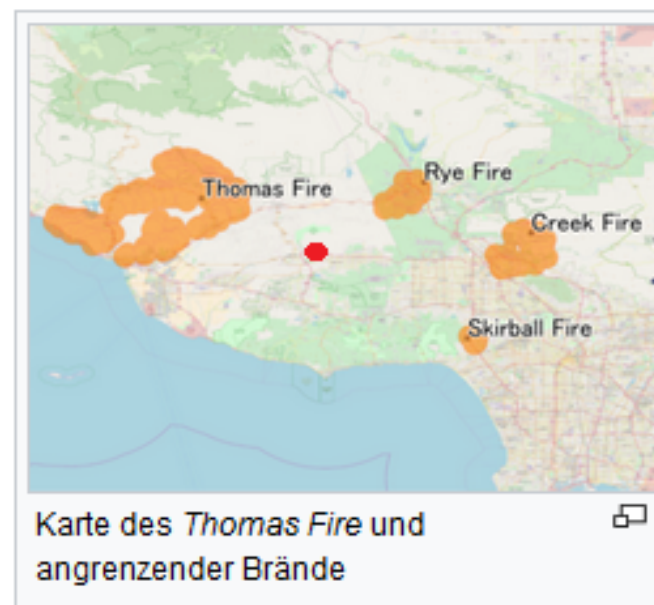 Thomas Fire
Rye Fire
Creek Fire
Skirball Fire
Karte des Thomas Fire und
angrenzender Brände